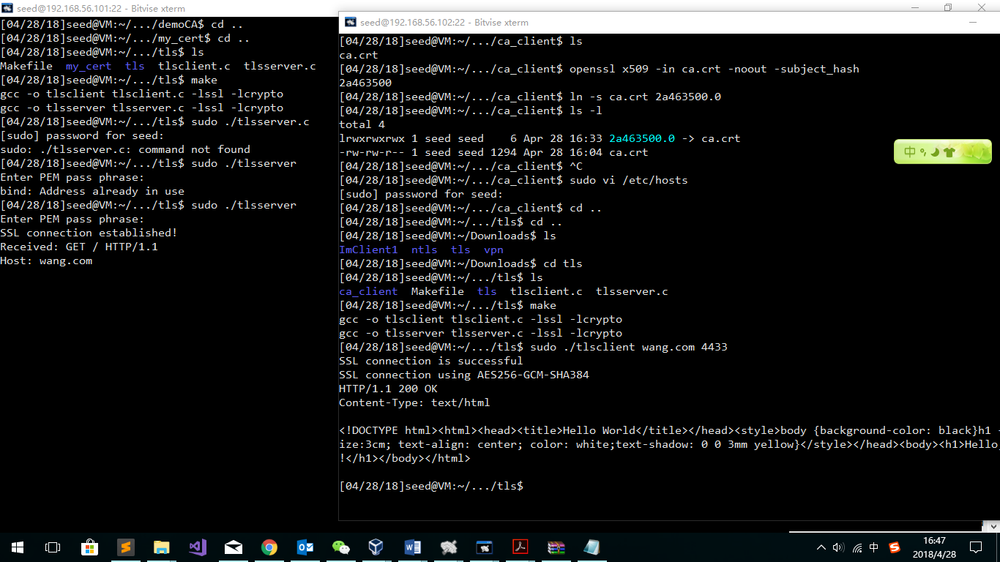 seed@192.168.56.101:22 - Bitvise xterm
[04/28/18]seed@VM:~/.../demoCA$ cd ..
[04/28/18]seed@VM:~/.../my_cert$ cd ..
[04/28/18]seed@VM:~/.../tls$ ls
Makefile  my_cert  tls  tlsclient.c  tlsserver.c
[04/28/18]seed@VM:~/.../tls$ make
gcc -o tlsclient tlsclient.c -lssl -lcrypto
gcc -o tlsserver tlsserver.c -lssl -lcrypto
[04/28/18]seed@VM:~/.../tls$ sudo ./tlsserver.c
[sudo] password for seed:
sudo: ./tlsserver.c: command not found
[04/28/18]seed@VM:~/.../tls$ sudo ./tlsserver
Enter PEM pass phrase:
bind: Address already in use
[04/28/18]seed@VM:~/.../tls$ sudo ./tlsserver
Enter PEM pass phrase:
SSL connection established!
Received: GET / HTTP/1.1
Host: wang.com
seed@192.168.56.102:22 - Bitvise xterm
[04/28/18]seed@VM:~/.../ca_client$ ls
ca.crt
[04/28/18]seed@VM:~/.../ca_client$ openssl x509 -in ca.crt -noout -subject_hash
2a463500
[04/28/18]seed@VM:~/.../ca_client$ ln -s ca.crt 2a463500.0
[04/28/18]seed@VM:~/.../ca_client$ ls -l
total 4
lrwxrwxrwx 1 seed seed    6 Apr 28 16:33 2a463500.0 -> ca.crt
-rw-rw-r-- 1 seed seed 1294 Apr 28 16:04 ca.crt
[04/28/18]seed@VM:~/.../ca_client$ ^C
[04/28/18]seed@VM:~/.../ca_client$ sudo vi /etc/hosts
[sudo] password for seed:
[04/28/18]seed@VM:~/.../ca_client$ cd ..
[04/28/18]seed@VM:~/.../tls$ cd ..
[04/28/18]seed@VM:~/Downloads$ ls
ImClient1  ntls  tls  vpn
[04/28/18]seed@VM:~/Downloads$ cd tls
[04/28/18]seed@VM:~/.../tls$ ls
ca_client  Makefile  tls  tlsclient.c  tlsserver.c
[04/28/18]seed@VM:~/.../tls$ make
gcc -o tlsclient tlsclient.c -lssl -lcrypto
gcc -o tlsserver tlsserver.c -lssl -lcrypto
[04/28/18]seed@VM:~/.../tls$ sudo ./tlsclient wang.com 4433
SSL connection is successful
SSL connection using AES256-GCM-SHA384
HTTP/1.1 200 OK
Content-Type: text/html
<!DOCTYPE html><html><head><title>Hello World</title></head><style>body {background-color: black}h1
ize:3cm; text-align: center; color: white;text-shadow: 0 0 3mm yellow}</style></head><body><h1>Hello,
!</h1></body></html>
[04/28/18]seed@VM:~/.../tls$
中
中
16:47
2018/4/28